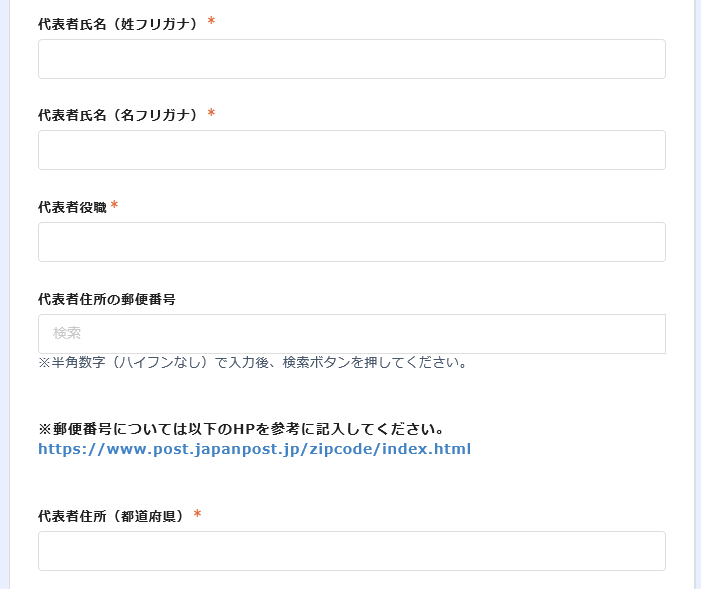 代表者氏名（姓フリガナ） *
代表者氏名（名フリガナ） *
代表者役職 *
代表者住所の郵便番号
検索
※半角数字（ハイフンなし）で入力後、検索ボタンを押してください。
※郵便番号については以下のHPを参考に記入してください。
https://www.post.japanpost.jp/zipcode/index.html
代表者住所（都道府県） *